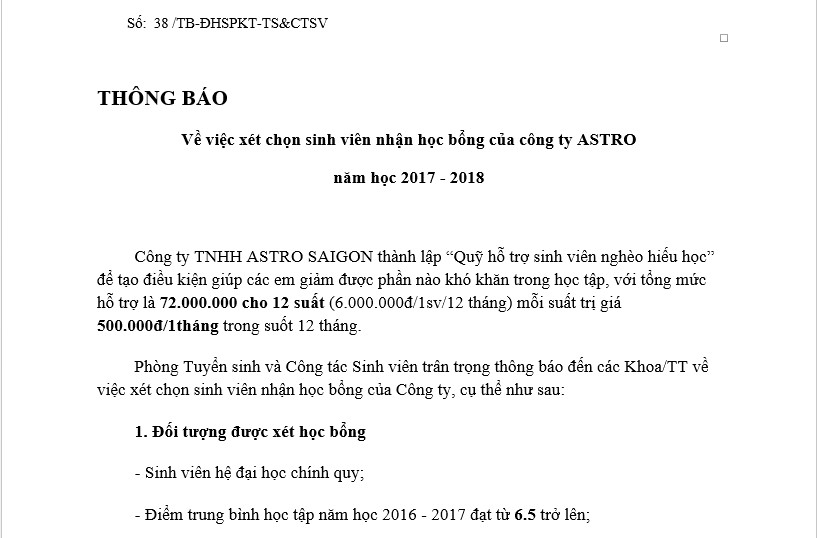 Số: 38 /TB-ĐHSPKT-TS&CTSV
THÔNG BÁO
Về việc xét chọn sinh viên nhận học bổng của công ty ASTRO
năm học 2017 - 2018
Công ty TNHH ASTRO SAIGON thành lập “Quỹ hỗ trợ sinh viên nghèo hiếu học”
để tạo điều kiện giúp các em giảm được phần nào khó khăn trong học tập, với tổng mức
hỗ trợ là 72.000.000 cho 12 suất (6.000.000đ/1sv/12 tháng) mỗi suất trị giá
500.000đ/1tháng trong suốt 12 tháng.
Phòng Tuyển sinh và Công tác Sinh viên trân trọng thông báo đến các Khoa/TT về
việc xét chọn sinh viên nhận học bổng của Công ty, cụ thể như sau:
1. Đối tượng được xét học bổng
- Sinh viên hệ đại học chính quy;
- Điểm trung bình học tập năm học 2016 - 2017 đạt từ 6.5 trở lên;